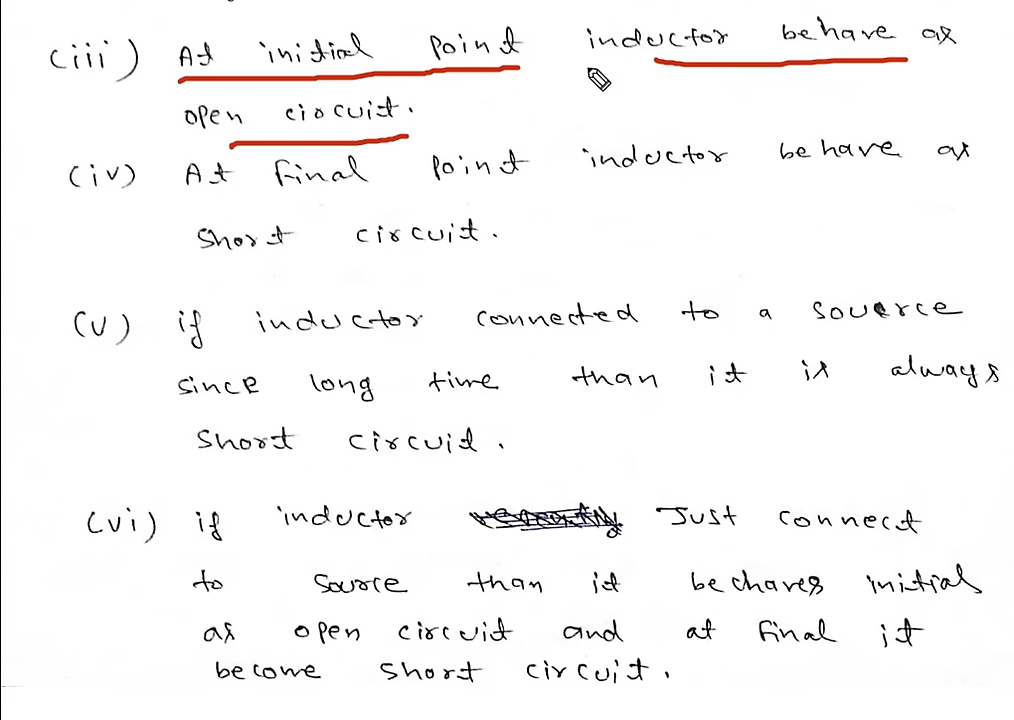 (iii) At initial point inductor behave as
open circuit.
(iv) At final point inductor behave as
short circuit.
(v) if inductor connected to a souerce
since long time than it is always
short circuit.
(vi) if inductor Just connect
to source than it behaves initial
as open circuit and at final it
become short circuit.